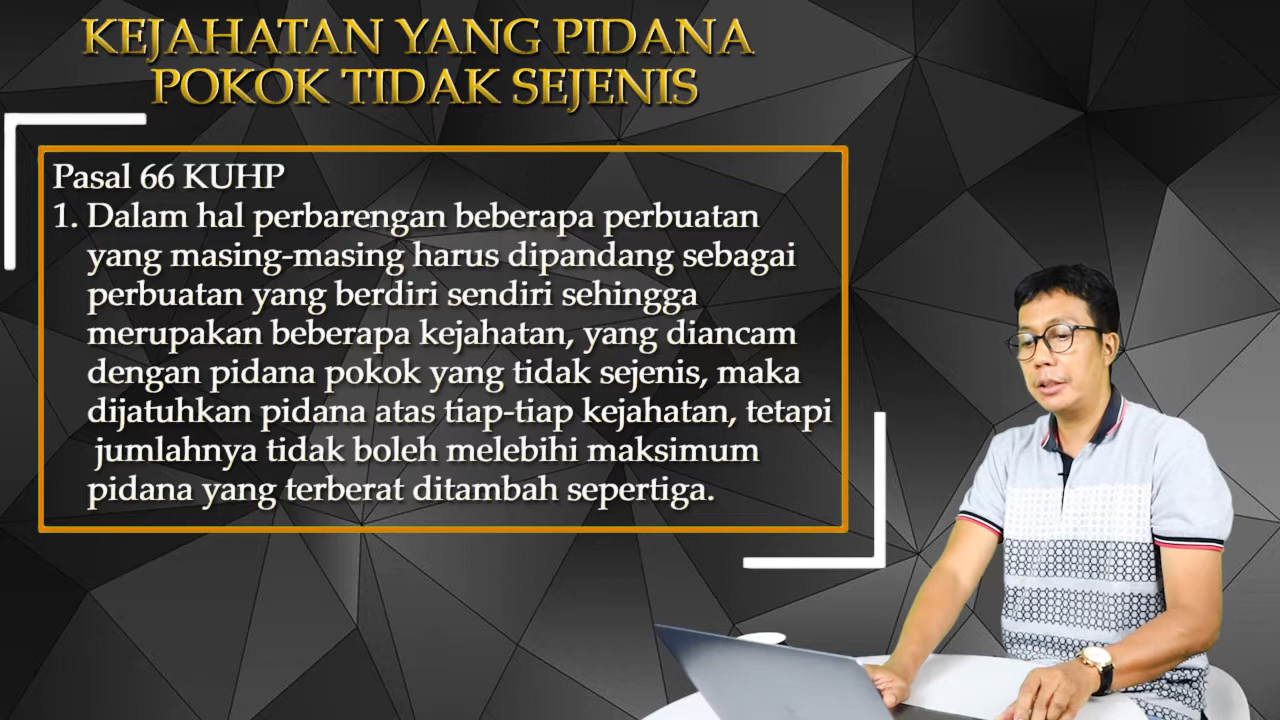 KEJAHATAN YANG PIDANA
POKOK TIDAK SEJENIS
Pasal 66 KUHP
1. Dalam hal perbarengan beberapa perbuatan
yang masing-masing harus dipandang sebagai
perbuatan yang berdiri sendiri sehingga
merupakan beberapa kejahatan, yang diancam
dengan pidana pokok yang tidak sejenis, maka
dijatuhkan pidana atas tiap-tiap kejahatan, tetapi
jumlahnya tidak boleh melebihi maksimum
pidana yang terberat ditambah sepertiga.